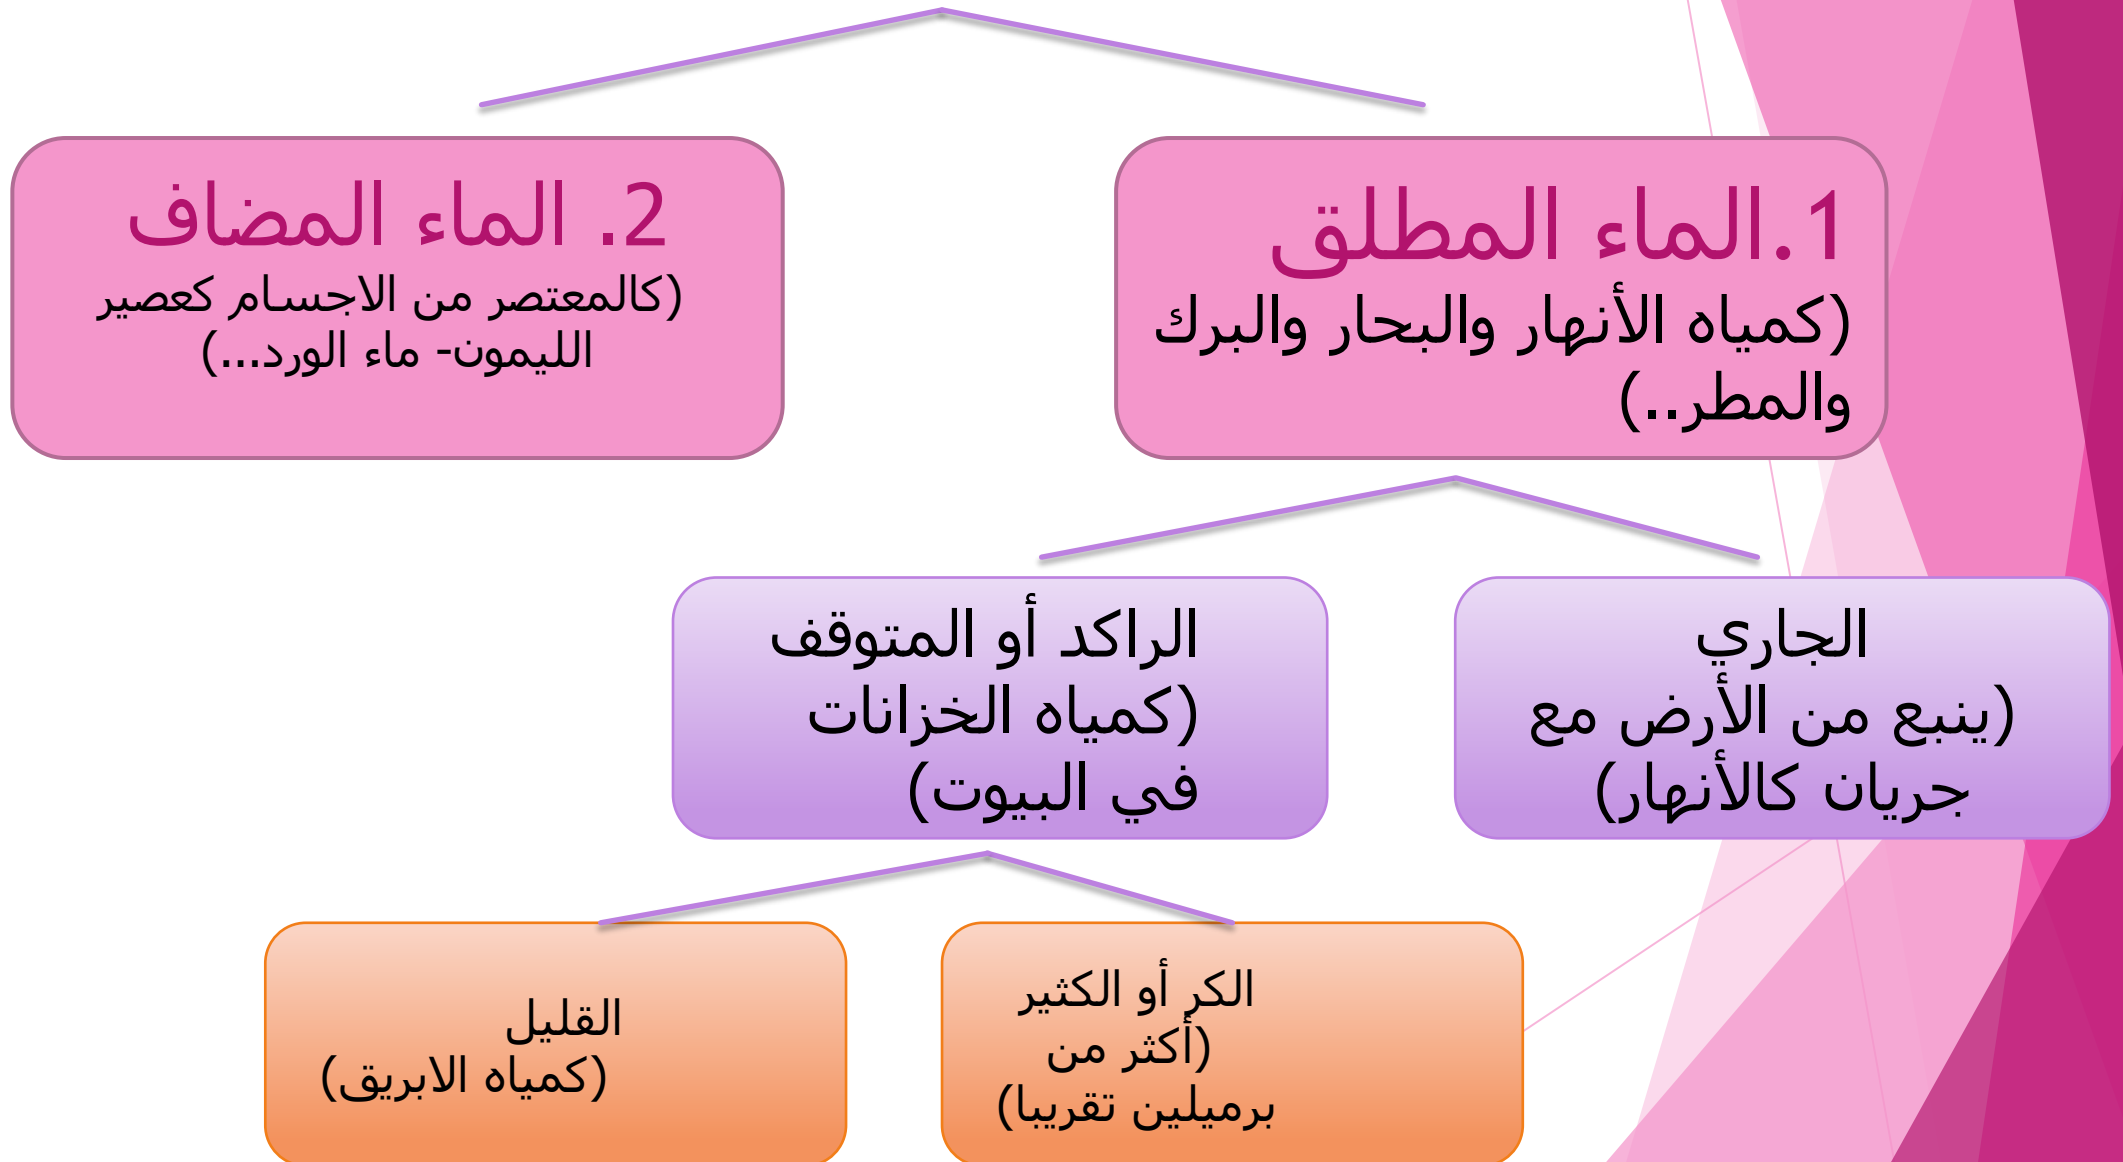 1.الماء المطلق
(كمياه الأنهار والبحار والبرك
والمطر..)
2. الماء المضاف
(كالمعتصر من الاجسام كعصير
الليمون- ماء الورد...)
الجاري
(ينبع من الأرض مع
جريان كالأنهار)
الراكد أو المتوقف
(كمياه الخزانات
في البيوت)
الكر أو الكثير
(أكثر من
برميلين تقريبا)
القليل
(كمياه الابريق)